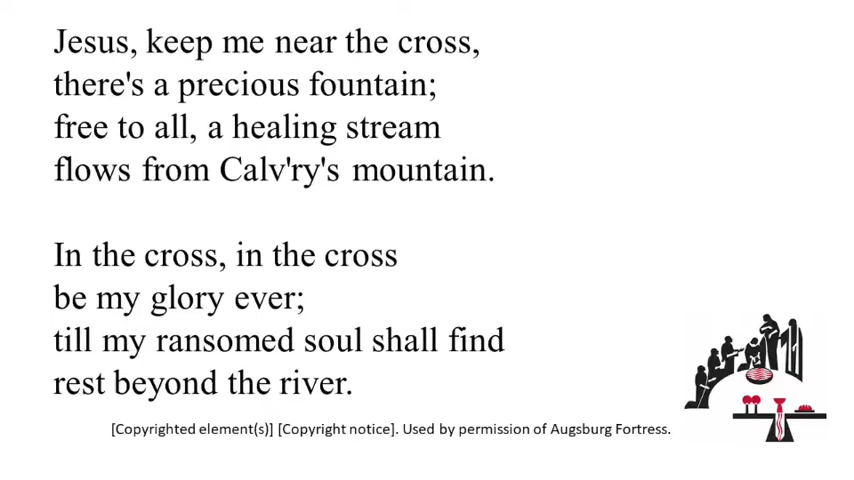 Jesus, keep me near the cross,
there's a precious fountain;
free to all, a healing stream
flows from Calv'ry's mountain.
In the cross, in the cross
be my glory ever;
till my ransomed soul shall find
rest beyond the river.
[Copyrighted element(s)] [Copyright notice]. Used by permission of Augsburg Fortress.